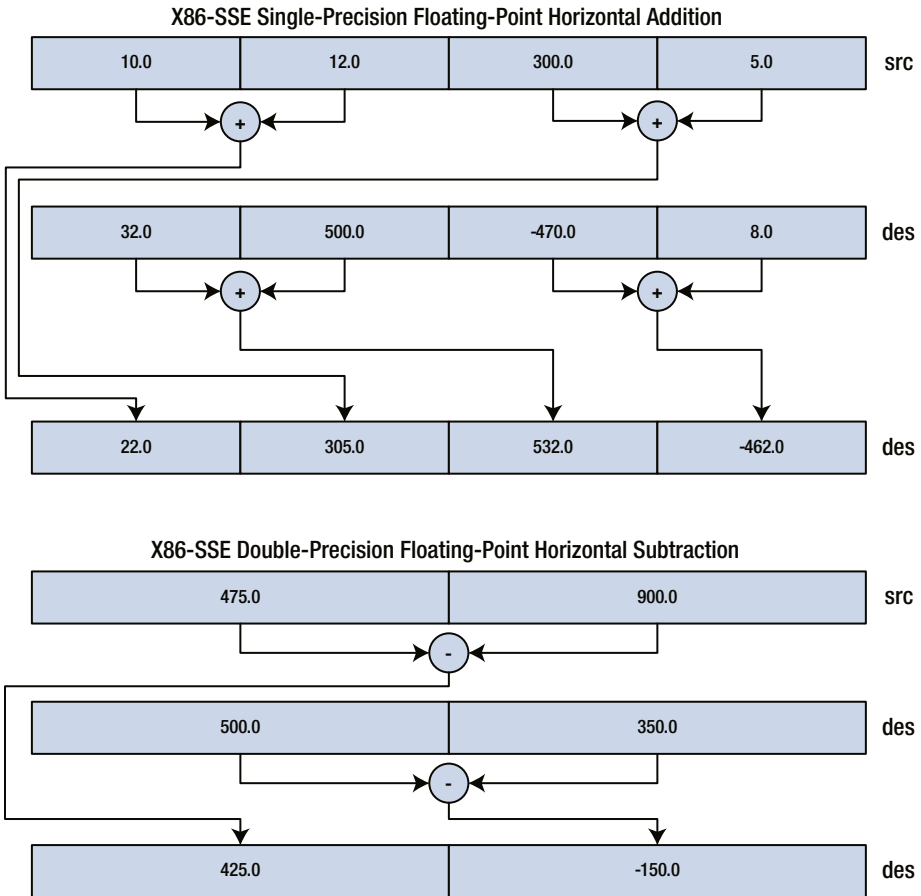 X86-SSE Single-Precision Floating-Point Horizontal Addition
10.0 12.0 300.0 5.0 src
+ +
32.0 500.0 -470.0 8.0 des
+ +
22.0 305.0 532.0 -462.0 des
X86-SSE Double-Precision Floating-Point Horizontal Subtraction
475.0 900.0 src
-
500.0 350.0 des
-
425.0 -150.0 des